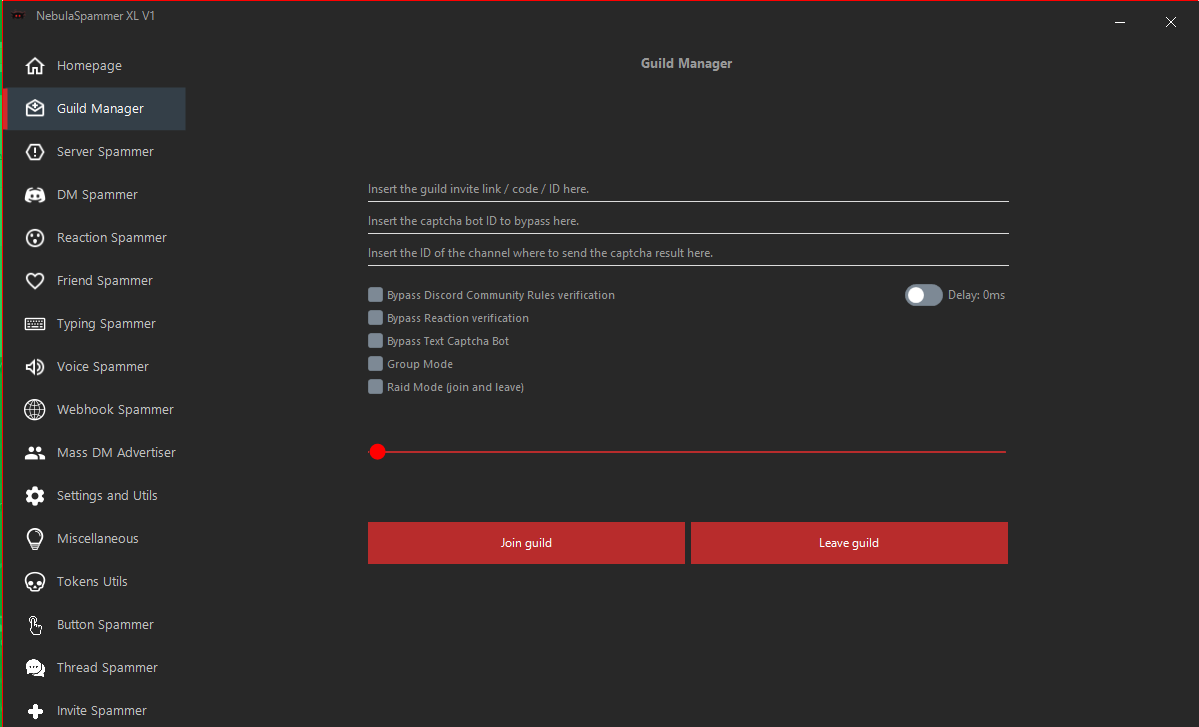 NebulaSpammer XL V1
Homepage
Guild Manager
Server Spammer
DM Spammer
Reaction Spammer
Friend Spammer
Typing Spammer
Voice Spammer
Webhook Spammer
Mass DM Advertiser
Settings and Utils
Miscellaneous
Tokens Utils
Button Spammer
Thread Spammer
Invite Spammer
Guild Manager
Insert the guild invite link / code / ID here.
Insert the captcha bot ID to bypass here.
Insert the ID of the channel where to send the captcha result here.
Bypass Discord Community Rules verification
Delay: 0ms
Bypass Reaction verification
Bypass Text Captcha Bot
Group Mode
Raid Mode (join and leave)
Join guild
Leave guild